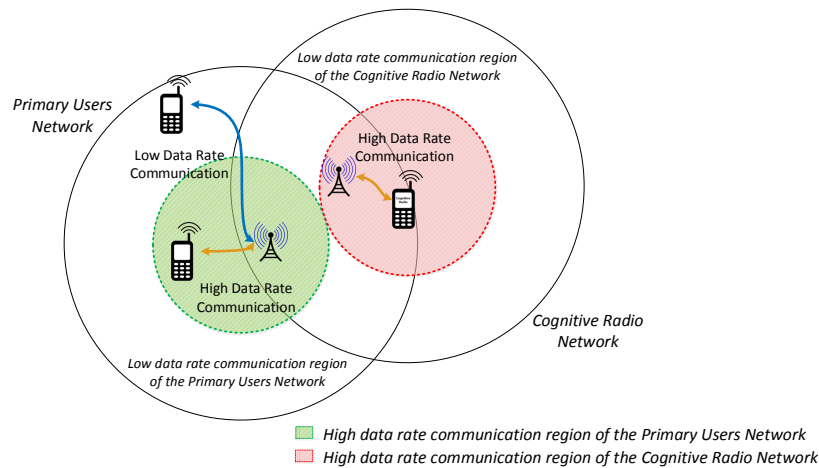 Low data rate communication region
of the Cognitive Radio Network
Primary Users
Network
High Data Rate
Communication
Low Data Rate
Communication
Cognitive
Radio
High Data Rate
Communication
Cognitive Radio
Network
Low data rate communication region
of the Primary Users Network
High data rate communication region of the Primary Users Network
High data rate communication region of the Cognitive Radio Network